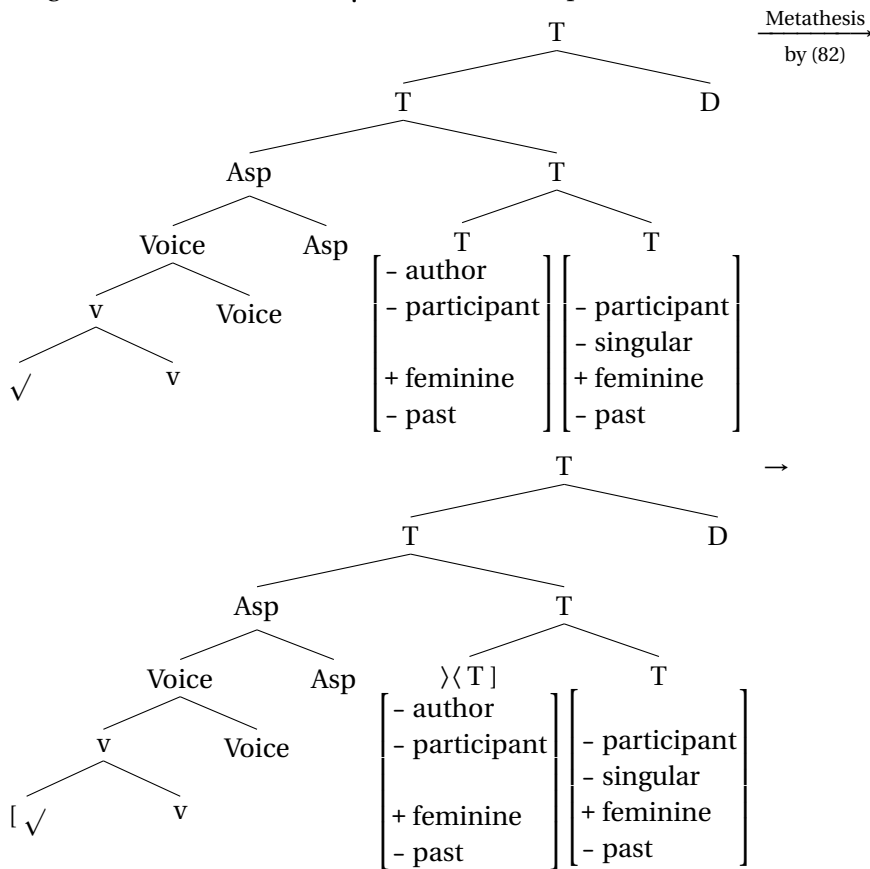 Metathesis
T
by (82)
T D
Asp T
Voice Asp T T
– author
v Voice – participant – participant
– singular
√ v + feminine + feminine
– past – past
T →
T D
Asp T
Voice Asp ⟩⟨ T ] T
– author
v Voice – participant – participant
– singular
[ √ v + feminine + feminine
– past – past